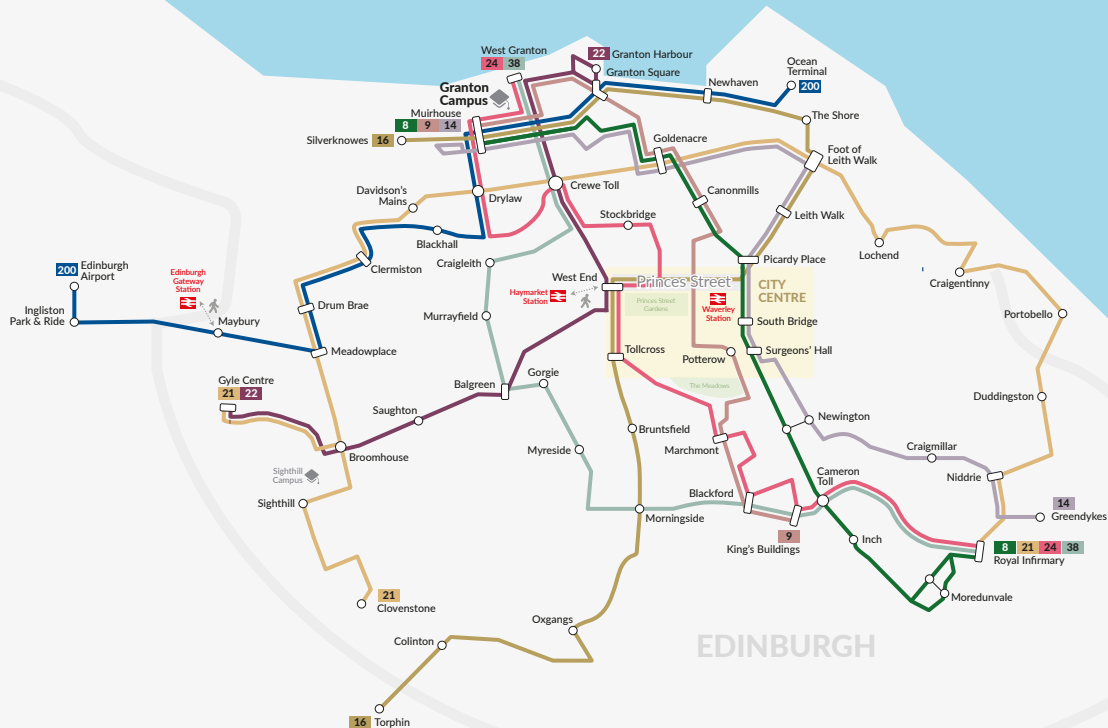 West Granton
24 38
22 Granton Harbour
Granton Square
Ocean
Terminal
200
Newhaven
Granton
Campus
Muirhouse
8 9 14
The Shore
Silverknowes 16
Goldenacre
Foot of
Leith Walk
Davidson's
Mains
Drylaw
Crewe Toll
Canonmills
Stockbridge
Leith Walk
Blackhall
Lochend
Craigleith
Picardy Place
Clermiston
200 Edinburgh
Airport
Edinburgh
Gateway
Station
West End
Princes Street
CITY
CENTRE
Craigentinny
Haymarket
Station
Princes Street
Gardens
Waverley
Station
Drum Brae
Ingliston
Park & Ride
Maybury
Murrayfield
South Bridge
Portobello
Meadowplace
Tollcross
Potterow
Surgeons' Hall
Gyle Centre
21 22
Balgreen
Gorgie
The Meadows
Duddingston
Saughton
Newington
Bruntsfield
Marchmont
Myreside
Craigmillar
Broomhouse
Sighthill
Campus
Cameron
Toll
Niddrie
Sighthill
Blackford
14
Greendykes
Morningside
9
King's Buildings
Inch
8 21 24 38
Royal Infirmary
21
Clovenstone
Moredunvale
Oxgangs
Colinton
EDINBURGH
16 Torphin